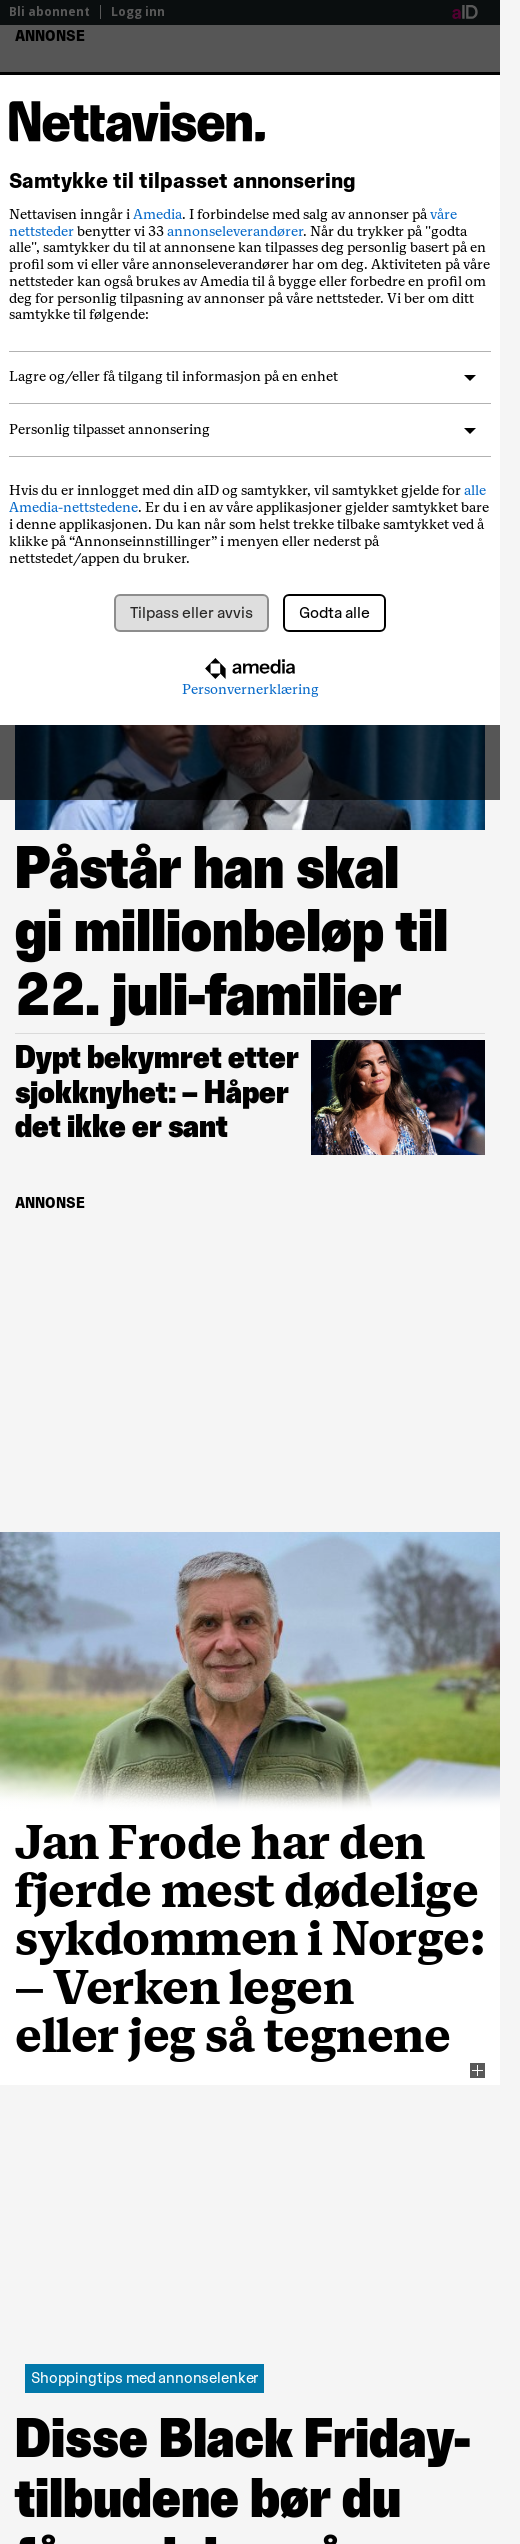 Bli abonnent
Logg inn
aID
ANNONSE
Nettavisen.
Samtykke til tilpasset annonsering
Nettavisen inngår i Amedia. I forbindelse med salg av annonser på våre
nettsteder benytter vi 33 annonseleverandører. Når du trykker på "godta
alle", samtykker du til at annonsene kan tilpasses deg personlig basert på en
profil som vi eller våre annonseleverandører har om deg. Aktiviteten på våre
nettsteder kan også brukes av Amedia til å bygge eller forbedre en profil om
deg for personlig tilpasning av annonser på våre nettsteder. Vi ber om ditt
samtykke til følgende:
Lagre og/eller få tilgang til informasjon på en enhet
Personlig tilpasset annonsering
Hvis du er innlogget med din aID og samtykker, vil samtykket gjelde for alle
Amedia-nettstedene. Er du i en av våre applikasjoner gjelder samtykket bare
i denne applikasjonen. Du kan når som helst trekke tilbake samtykket ved å
klikke på “Annonseinnstillinger” i menyen eller nederst på
nettstedet/appen du bruker.
Tilpass eller avvis
Godta alle
amedia
Personvernerklæring
Påstår han skal
gi millionbeløp til
22. juli-familier
Dypt bekymret etter
sjokknyhet: – Håper
det ikke er sant
ANNONSE
Jan Frode har den
fjerde mest dødelige
sykdommen i Norge:
– Verken legen
eller jeg så tegnene
Shoppingtips med annonselenker
Disse Black Friday-
tilbudene bør du